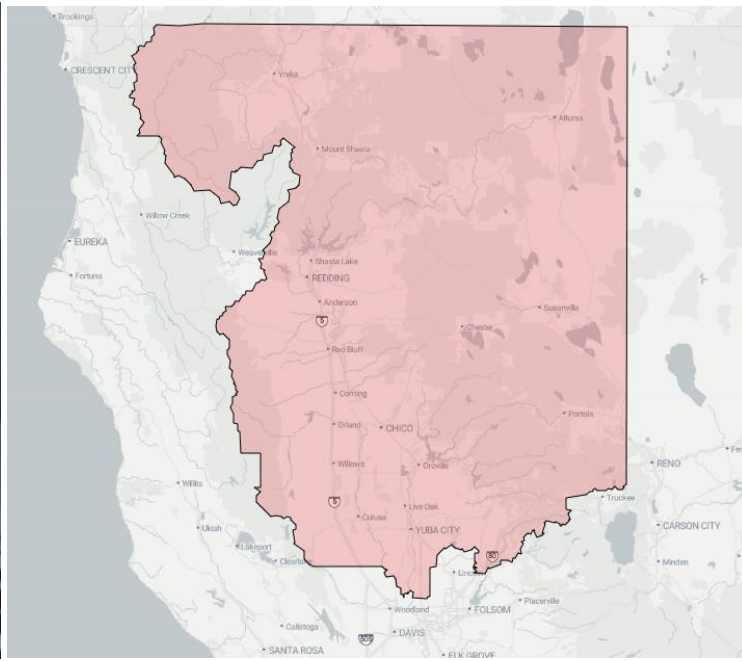 Brookings
CRESCENT CITY
Yreka
Alturas
Mount Shasta
Willow Creek
EUREKA
Weaverville
Fortuna
Shasta Lake
REDDING
Anderson
Susanville
5
Chester
Red Bluff
Corning
Portola
Orland
CHICO
Willows
Oroville
RENO
Willits
Truckee
5
Live Oak
Colusa
Ukiah
YUBA CITY
CARSON CITY
Lakeport
80
Clearlake
Minden
Lincoln
Placerville
Woodland
FOLSOM
Calistoga
505
DAVIS
SANTA ROSA
ELK GROVE